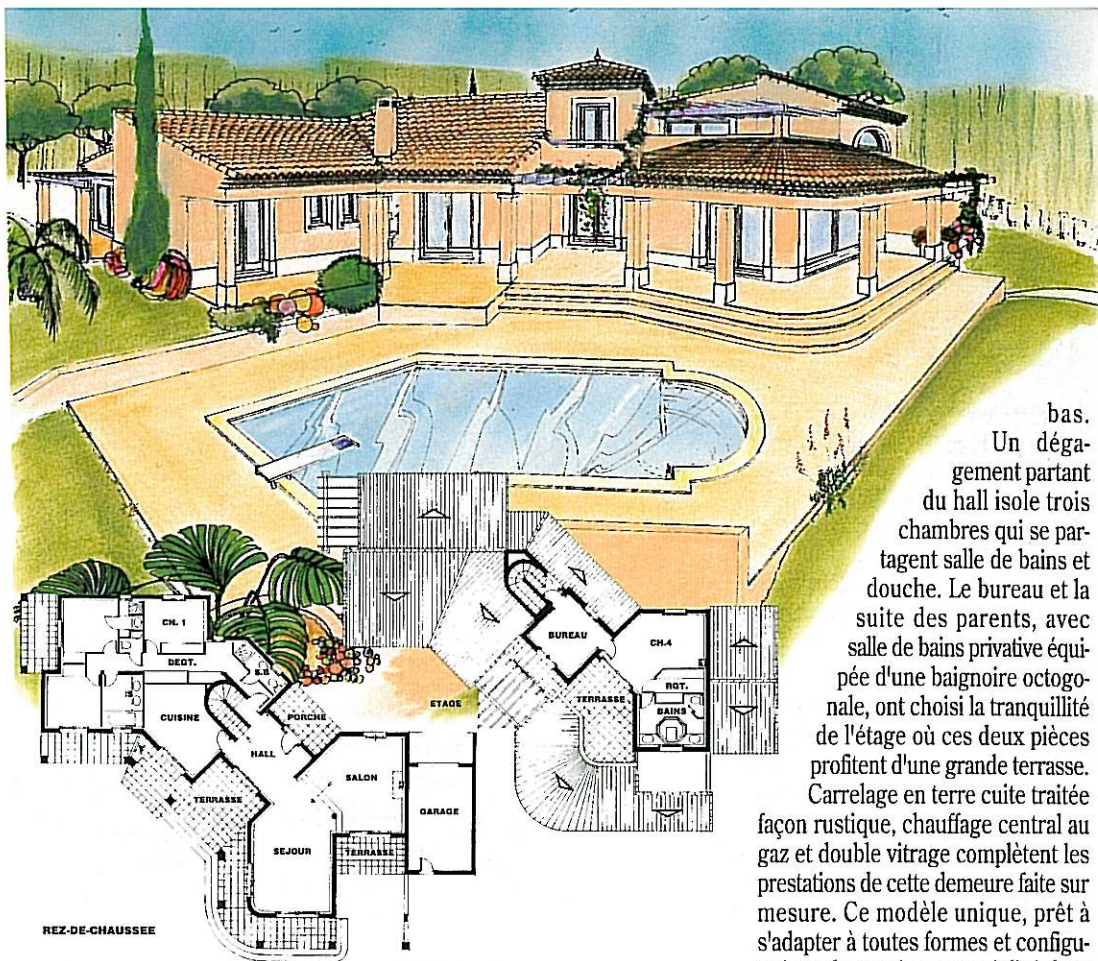 bas.
Un déga-
gement partant
du hall isole trois
chambres qui se par-
tagent salle de bains et
douche. Le bureau et la
suite des parents, avec
salle de bains privative équi-
pée d'une baignoire octogo-
nale, ont choisi la tranquillité
de l'étage où ces deux pièces
profitent d'une grande terrasse.
Carrelage en terre cuite traitée
façon rustique, chauffage central au
gaz et double vitrage complètent les
prestations de cette demeure faite sur
mesure. Ce modèle unique, prêt à
s'adapter à toutes formes et configu-
CH. 1
DEGT.
S.E
CUISINE
PORCHE
HALL
SALON
TERRASSE
GARAGE
SEJOUR
TERRASSE
REZ-DE-CHAUSSEE
ETAGE
BUREAU
CH.4
RGT.
TERRASSE
BAINS